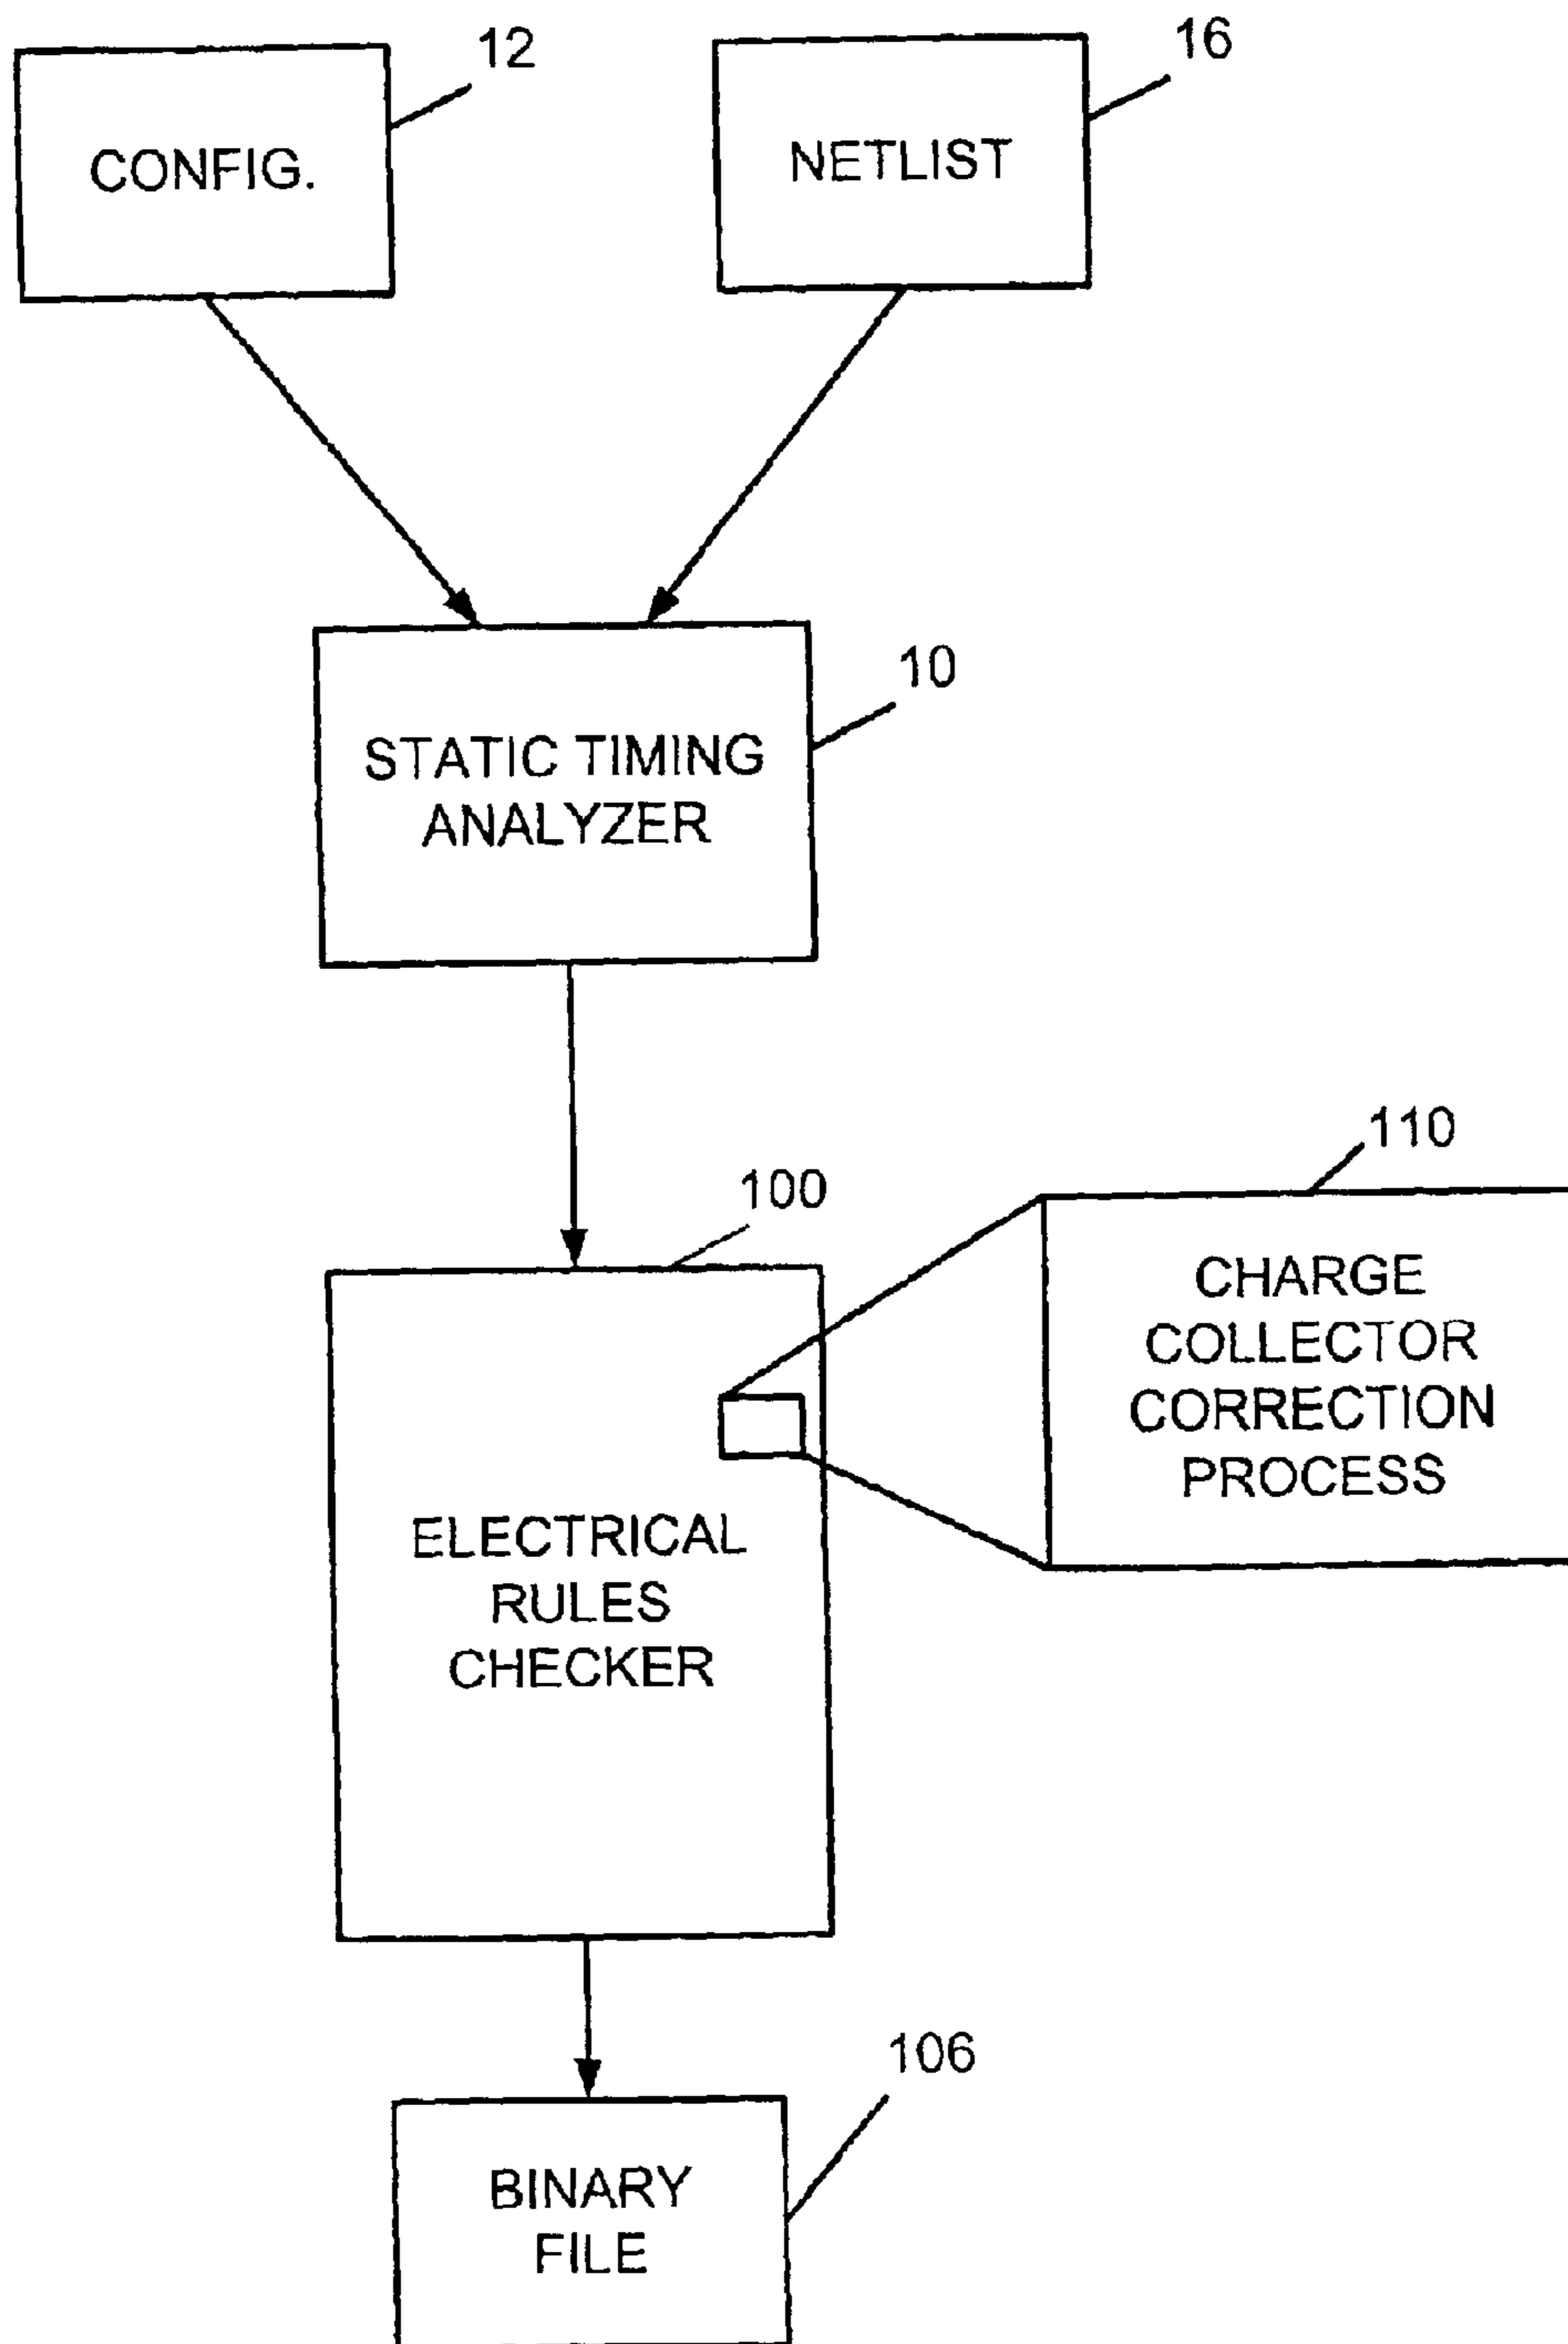 12
16
CONFIG.
NETLIST
10
STATIC TIMING
ANALYZER
110
100
CHARGE
COLLECTOR
CORRECTION
PROCESS
ELECTRICAL
RULES
CHECKER
106
BINARY
FILE